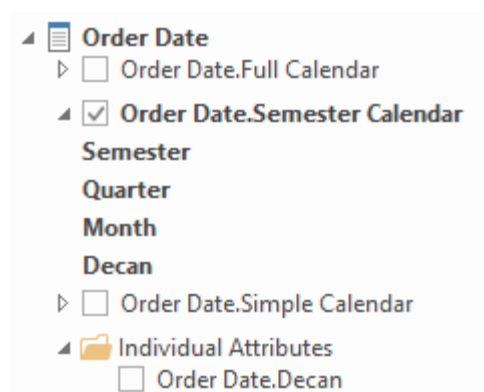 Order Date
Order Date.Full Calendar
Order Date.Semester Calendar
Semester
Quarter
Month
Decan
Order Date.Simple Calendar
Individual Attributes
Order Date.Decan